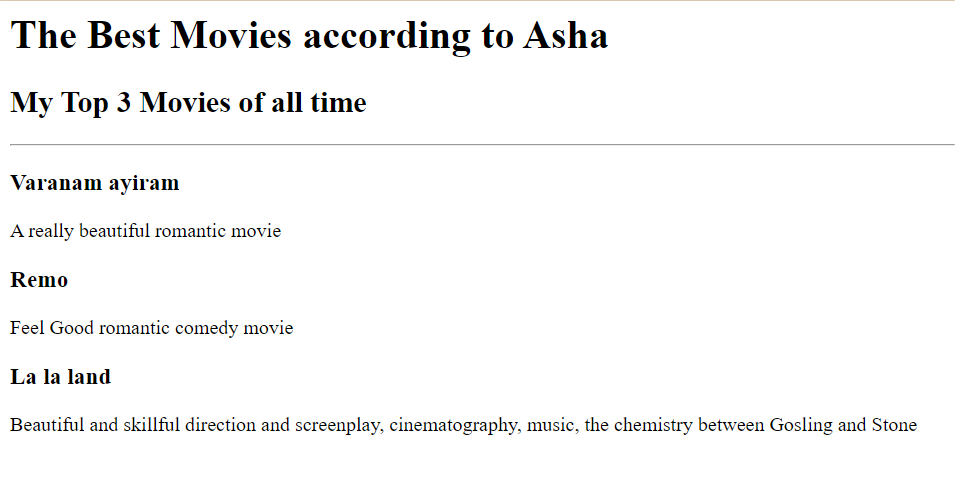 The Best Movies according to Asha
My Top 3 Movies of all time
Varanam ayiram
A really beautiful romantic movie
Remo
Feel Good romantic comedy movie
La la land
Beautiful and skillful direction and screenplay, cinematography, music, the chemistry between Gosling and Stone